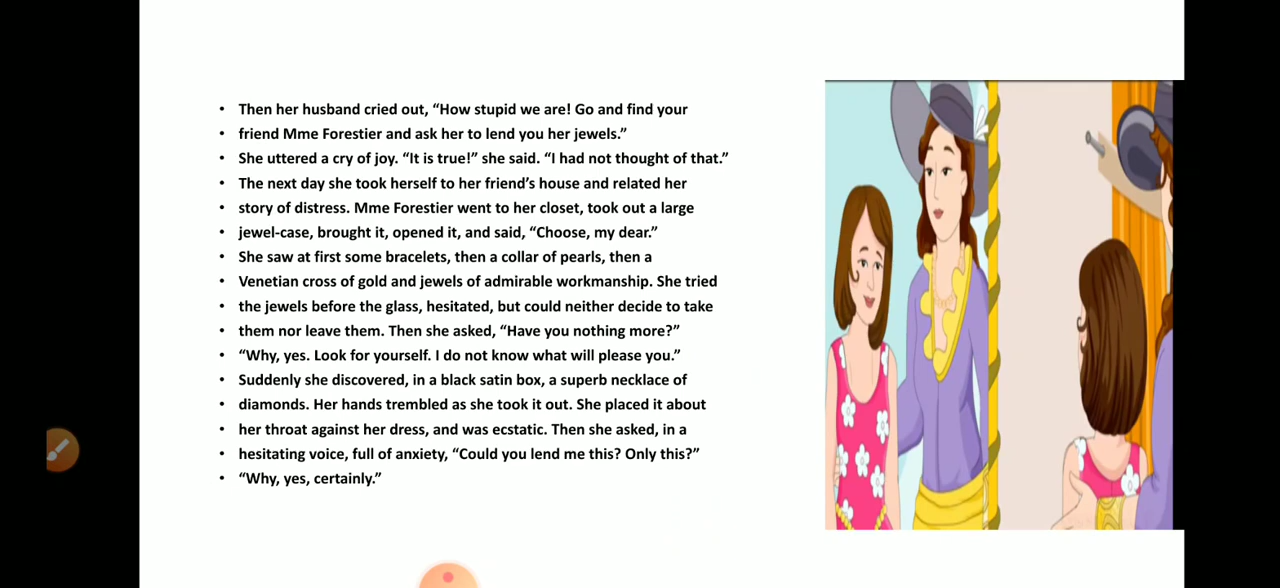 • Then her husband cried out, “How stupid we are! Go and find your
• friend Mme Forestier and ask her to lend you her jewels.”
• She uttered a cry of joy. “It is true!” she said. “I had not thought of that.”
• The next day she took herself to her friend’s house and related her
• story of distress. Mme Forestier went to her closet, took out a large
• jewel-case, brought it, opened it, and said, “Choose, my dear.”
• She saw at first some bracelets, then a collar of pearls, then a
• Venetian cross of gold and jewels of admirable workmanship. She tried
• the jewels before the glass, hesitated, but could neither decide to take
• them nor leave them. Then she asked, “Have you nothing more?”
• “Why, yes. Look for yourself. I do not know what will please you.”
• Suddenly she discovered, in a black satin box, a superb necklace of
• diamonds. Her hands trembled as she took it out. She placed it about
• her throat against her dress, and was ecstatic. Then she asked, in a
• hesitating voice, full of anxiety, “Could you lend me this? Only this?”
• “Why, yes, certainly.”